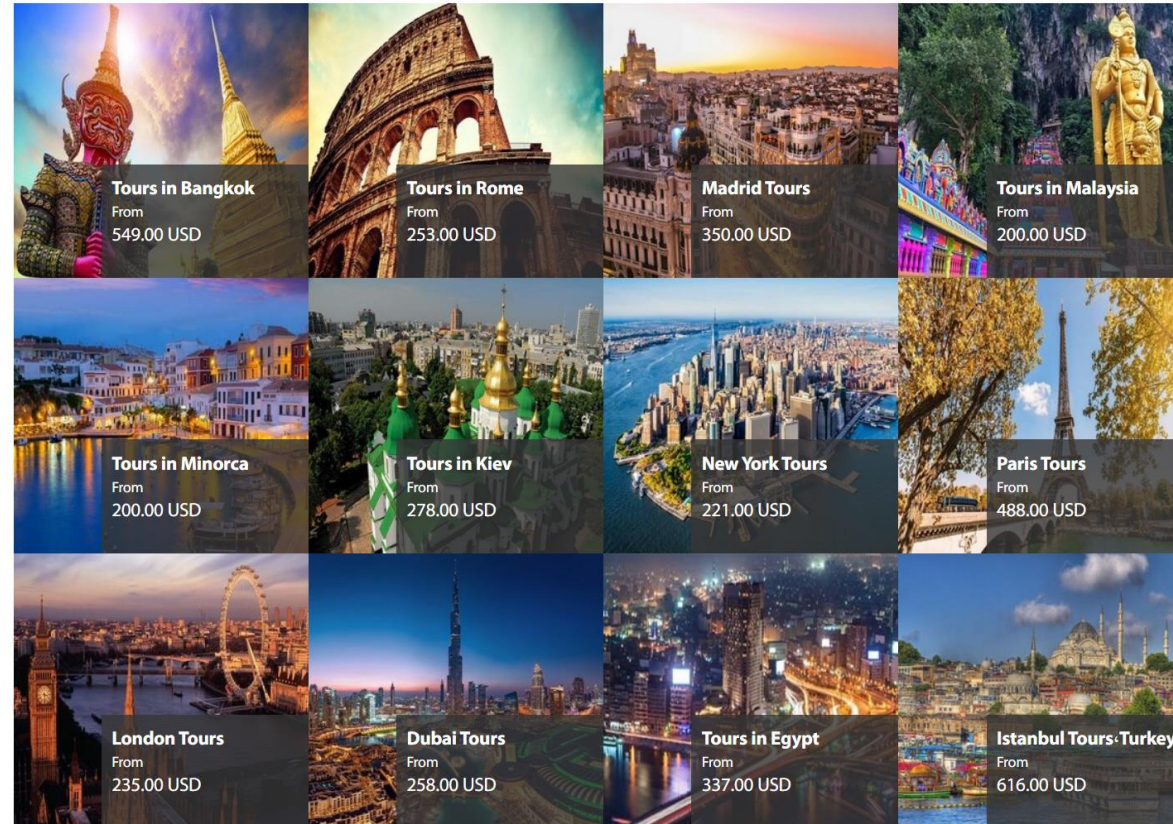 Tours in Bangkok
From
549.00 USD
Tours in Rome
From
253.00 USD
Madrid Tours
From
350.00 USD
Tours in Malaysia
From
200.00 USD
Tours in Minorca
From
200.00 USD
Tours in Kiev
From
278.00 USD
New York Tours
From
221.00 USD
Paris Tours
From
488.00 USD
London Tours
From
235.00 USD
Dubai Tours
From
258.00 USD
Tours in Egypt
From
337.00 USD
Istanbul Tours، Turkey
From
616.00 USD